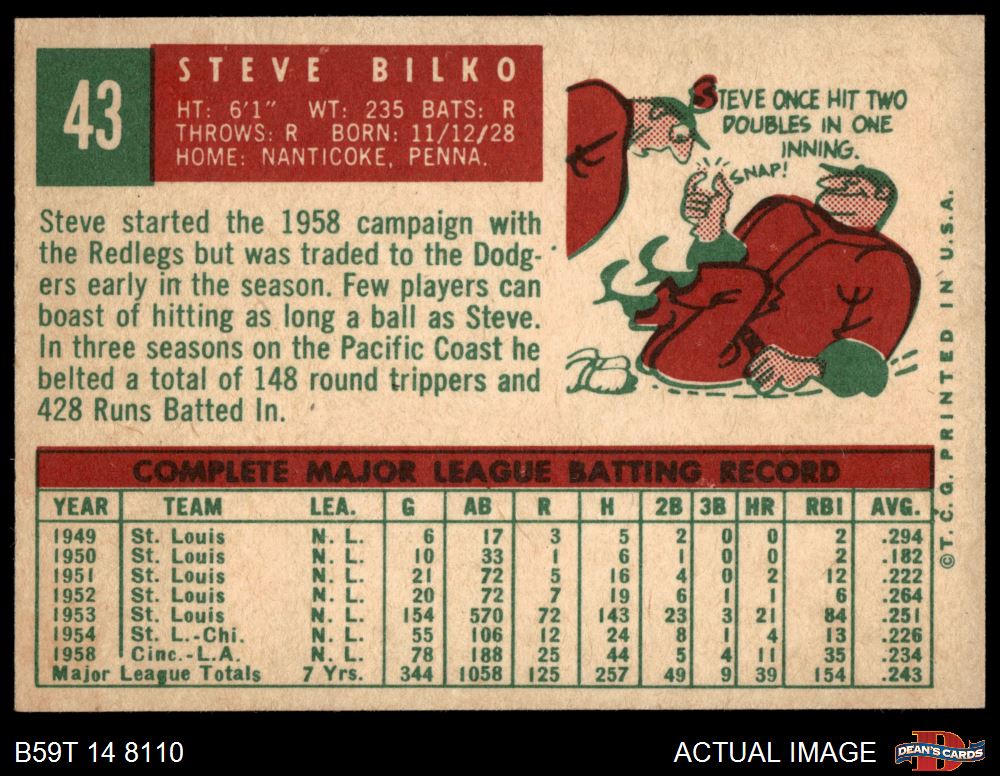 43
STEVE BILKO
HT: 6'1" WT: 235 BATS: R
THROWS: R BORN: 11/12/28
HOME: NANTICOKE, PENNA.
STEVE ONCE HIT TWO
DOUBLES IN ONE
INNING.
SNAP!
Steve started the 1958 campaign with
the Redlegs but was traded to the Dodg-
ers early in the season. Few players can
boast of hitting as long a ball as Steve.
In three seasons on the Pacific Coast he
belted a total of 148 round trippers and
428 Runs Batted In.
COMPLETE MAJOR LEAGUE BATTING RECORD
YEAR TEAM LEA. G AB R H 2B 3B HR RBI AVG.
1949 St. Louis N. L. 6 17 3 5 2 0 0 2 .294
1950 St. Louis N. L. 10 33 1 6 1 0 0 2 .182
1951 St. Louis N. L. 21 72 5 16 4 0 2 12 .222
1952 St. Louis N. L. 20 72 7 19 6 1 1 6 .264
1953 St. Louis N. L. 154 570 72 143 23 3 21 84 .251
1954 St. L.-Chi. N. L. 55 106 12 24 8 1 4 13 .226
1958 Cinc.-L.A. N. L. 78 188 25 44 5 4 11 35 .234
Major League Totals 7 Yrs. 344 1058 125 257 49 9 39 154 .243
©T. C. G. PRINTED IN U.S.A.
B59T 14 8110
ACTUAL IMAGE
DEAN'S CARDS